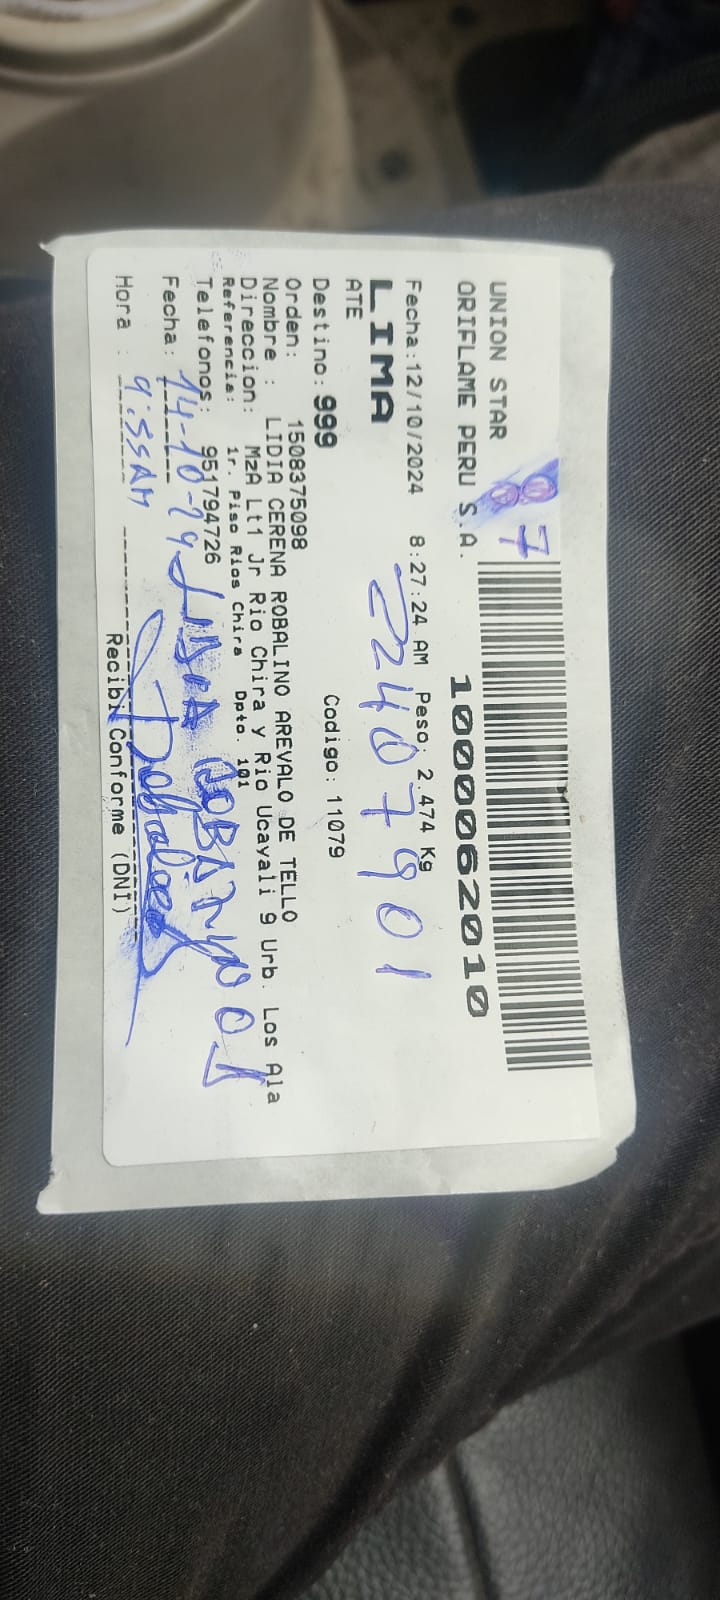 UNION STAR 87
ORIFLAME PERU S.A. 10000062010
Fecha:12/10/2024 8:27:24 AM Peso: 2.474 Kg
LIMA
22407901
ATE
Codigo: 11079
Destino: 999
Orden: 1508375098
Nombre : LIDIA CERENA ROBALINO AREVALO DE TELLO
Direccion: MzA Lt1 Jr Rio Chira y Rio Ucayali 9 Urb. Los Ala
Referencia: 1r. Piso Rios Chira Dpto. 101
Telefonos: 951794726
Fecha: 14-10-24
Hora : 9:55AM
Recibi Conforme (DNI)